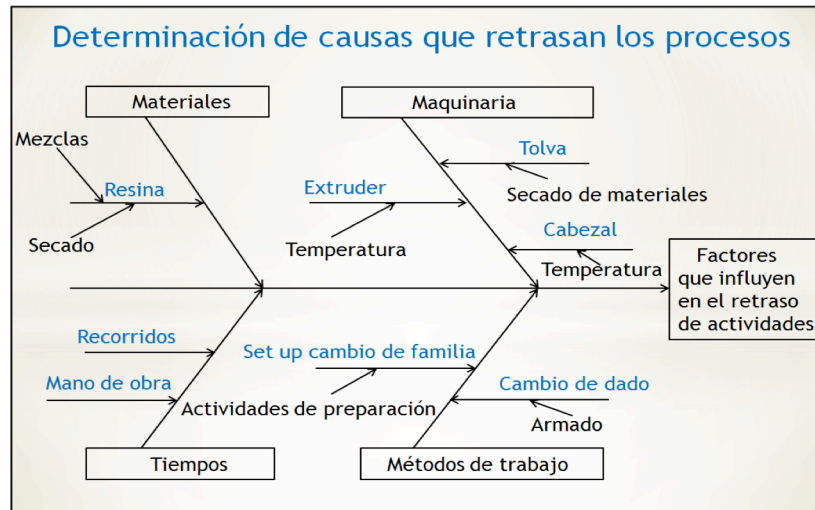 Determinación de causas que retrasan los procesos
Materiales
Maquinaria
Mezclas
Resina
Secado
Extruder
Temperatura
Tolva
Secado de materiales
Cabezal
Temperatura
Factores
que influyen
en el retraso
de actividades
Recorridos
Mano de obra
Set up cambio de familia
Actividades de preparación
Cambio de dado
Armado
Tiempos
Métodos de trabajo